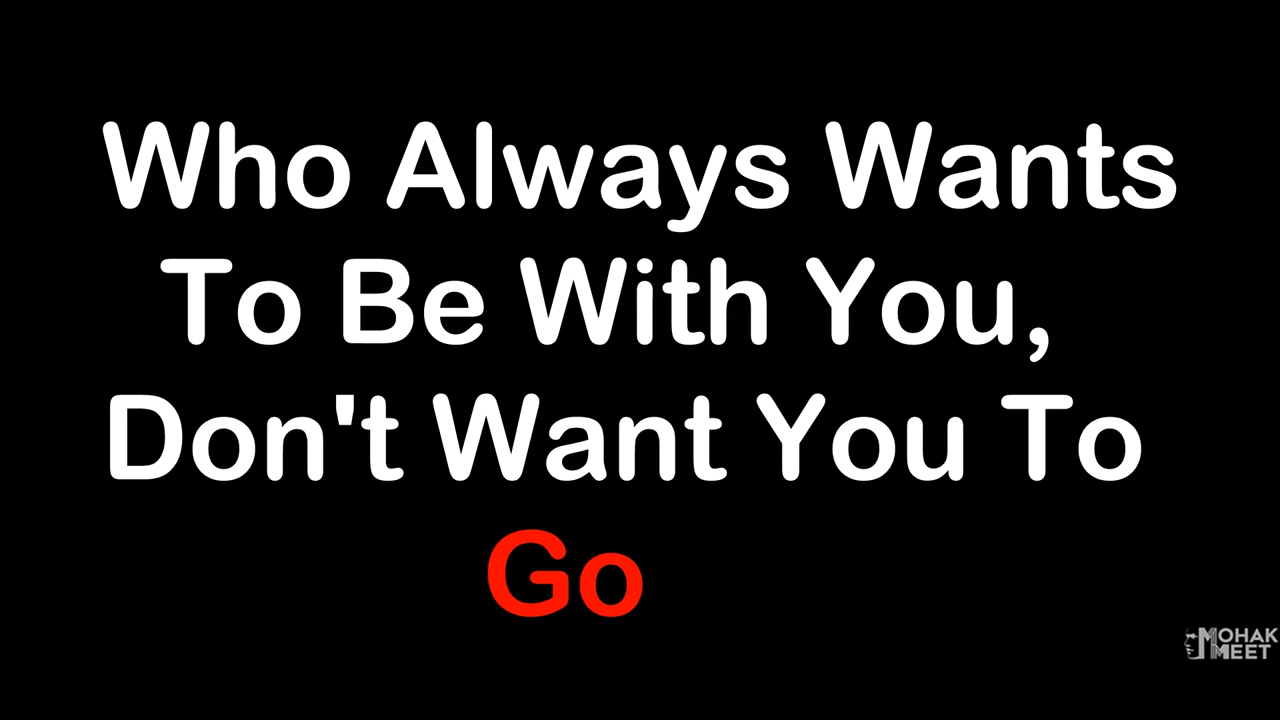 Who Always Wants
To Be With You,
Don't Want You To
Go
MOHAK
MEET